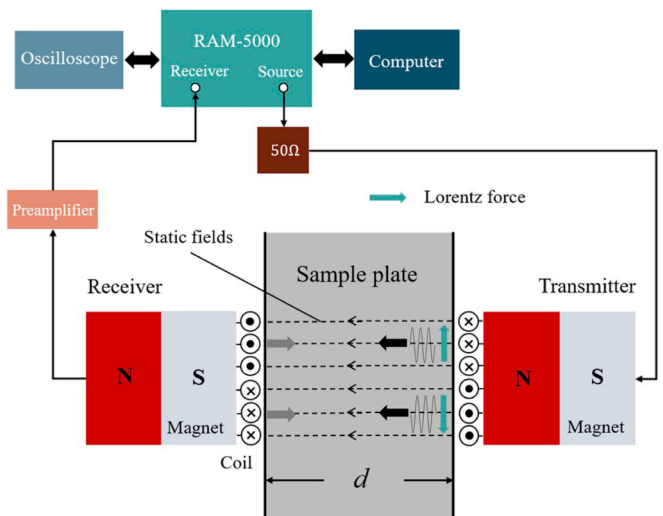 RAM-5000
Oscilloscope
Receiver
Source
Computer
50Ω
Preamplifier
Lorentz force
Static fields
Sample plate
Receiver
Transmitter
N
S
N
S
Magnet
Magnet
Coil
d